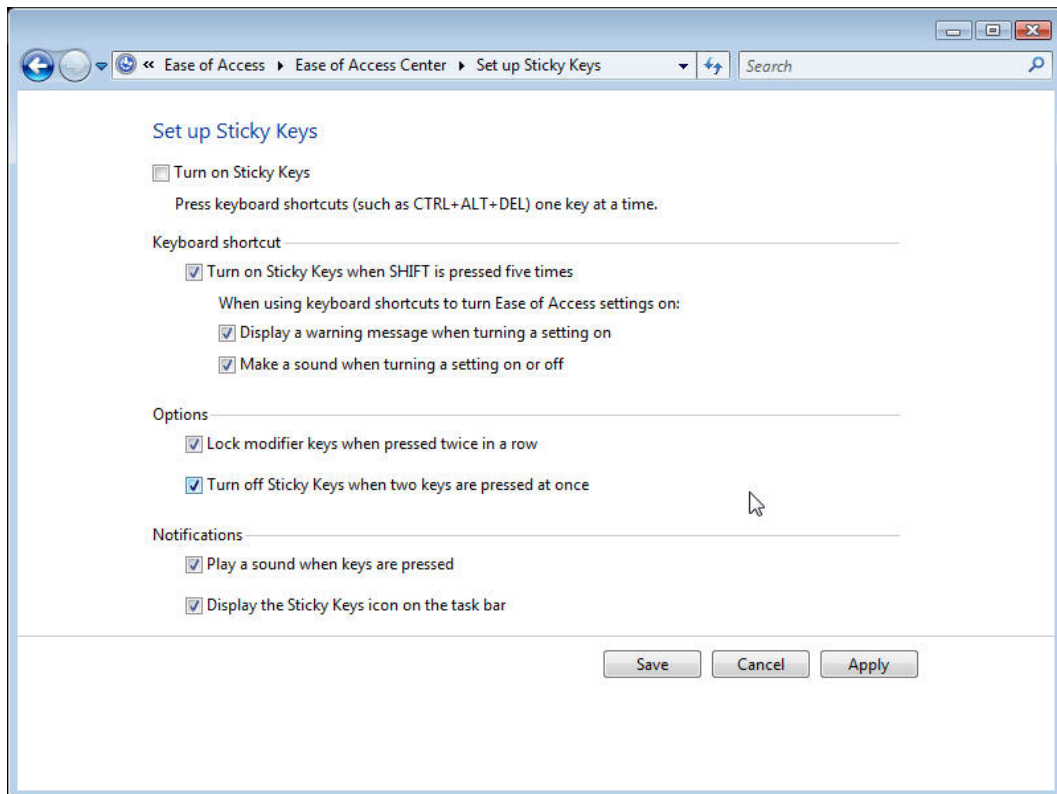 « Ease of Access ▸ Ease of Access Center ▸ Set up Sticky Keys Search
Set up Sticky Keys
Turn on Sticky Keys
Press keyboard shortcuts (such as CTRL+ALT+DEL) one key at a time.
Keyboard shortcut
Turn on Sticky Keys when SHIFT is pressed five times
When using keyboard shortcuts to turn Ease of Access settings on:
Display a warning message when turning a setting on
Make a sound when turning a setting on or off
Options
Lock modifier keys when pressed twice in a row
Turn off Sticky Keys when two keys are pressed at once
Notifications
Play a sound when keys are pressed
Display the Sticky Keys icon on the task bar
Save Cancel Apply